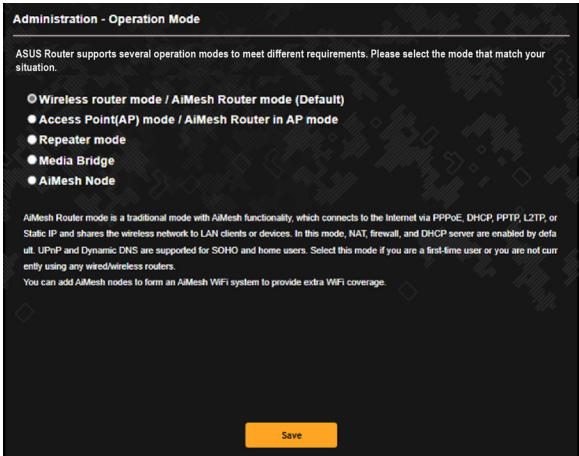 Administration - Operation Mode
ASUS Router supports several operation modes to meet different requirements. Please select the mode that match your
situation.
Wireless router mode / AiMesh Router mode (Default)
Access Point(AP) mode / AiMesh Router in AP mode
Repeater mode
Media Bridge
AiMesh Node
AiMesh Router mode is a traditional mode with AiMesh functionality, which connects to the Internet via PPPoE, DHCP, PPTP, L2TP, or
Static IP and shares the wireless network to LAN clients or devices. In this mode, NAT, firewall, and DHCP server are enabled by defa
ult. UPnP and Dynamic DNS are supported for SOHO and home users. Select this mode if you are a first-time user or you are not curr
ently using any wired/wireless routers.
You can add AiMesh nodes to form an AiMesh WiFi system to provide extra WiFi coverage.
Save